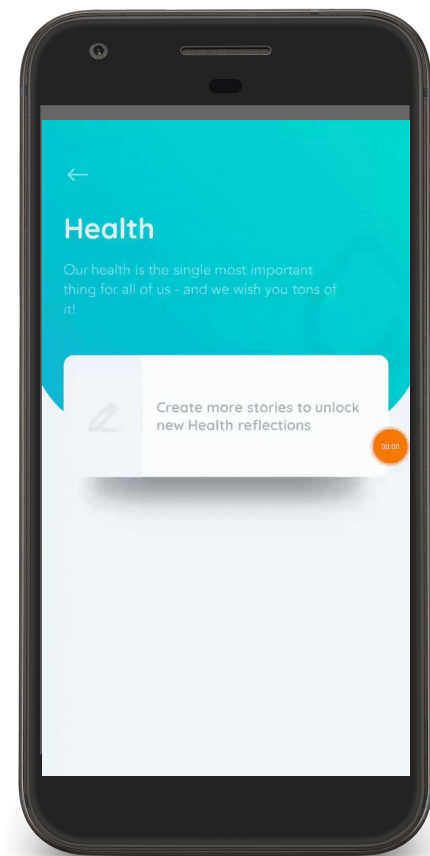 Health
Our health is the single most important
thing for all of us - and we wish you tons of
it!
Create more stories to unlock
new Health reflections
00:00